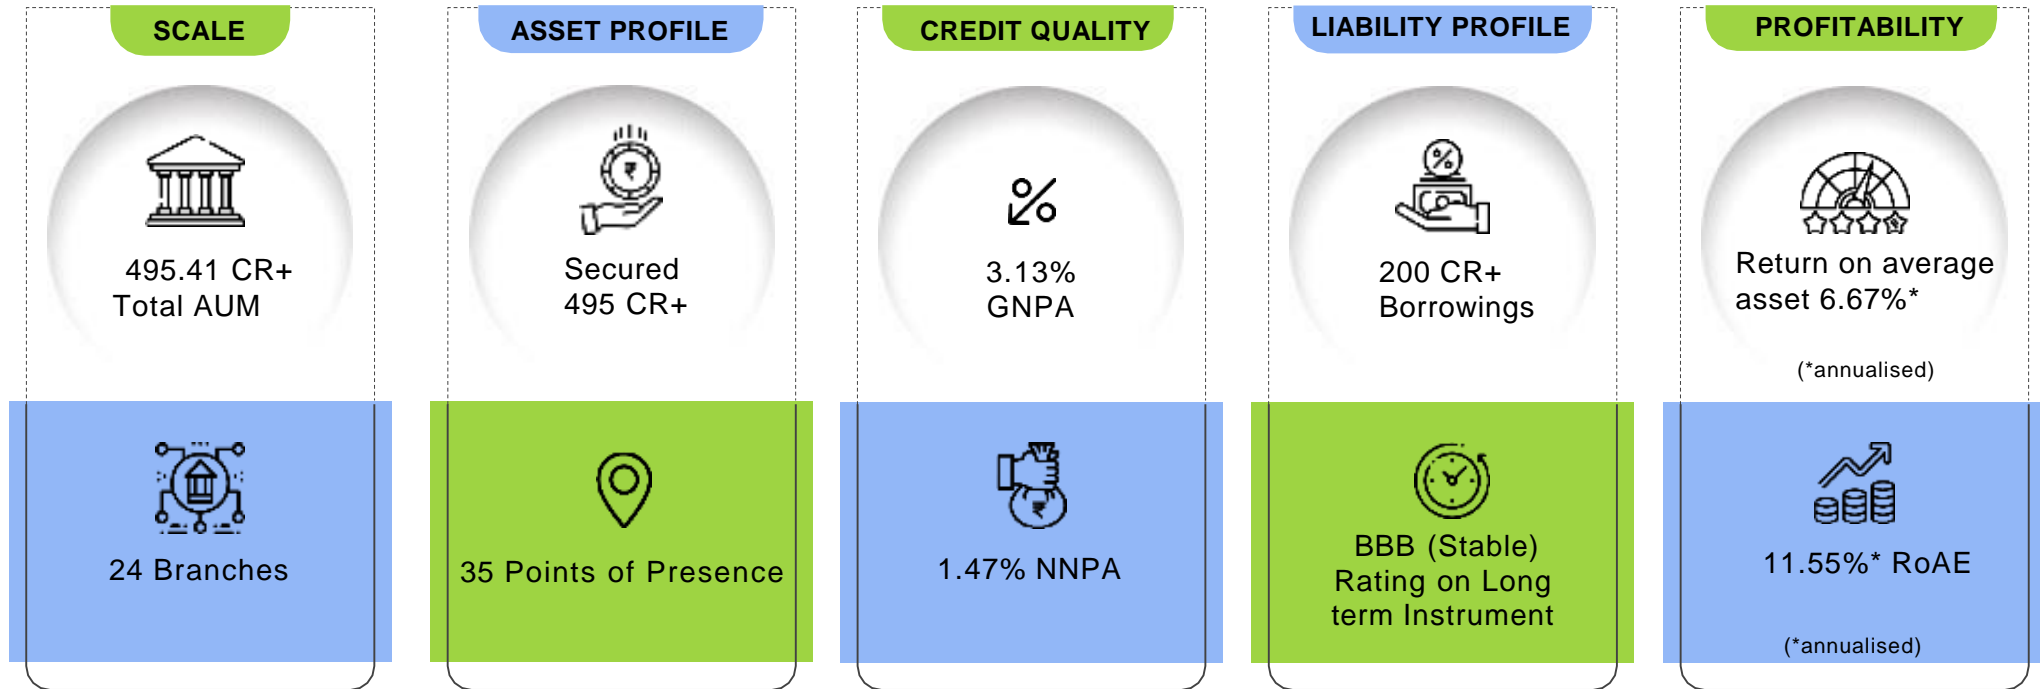 SCALE
495.41 CR+
Total AUM
24 Branches
ASSET PROFILE
₹
Secured
495 CR+
35 Points of Presence
CREDIT QUALITY
%
3.13%
GNPA
₹
1.47% NNPA
LIABILITY PROFILE
%
200 CR+
Borrowings
BBB (Stable)
Rating on Long
term Instrument
PROFITABILITY
Return on average
asset 6.67%*
(*annualised)
11.55%* RoAE
(*annualised)